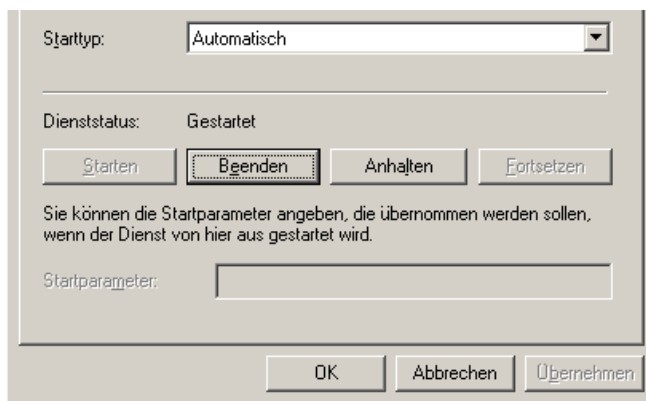 Starttyp: Automatisch
Dienststatus: Gestartet
Starten Beenden Anhalten Fortsetzen
Sie können die Startparameter angeben, die übernommen werden sollen,
wenn der Dienst von hier aus gestartet wird.
Startparameter:
OK Abbrechen Übernehmen